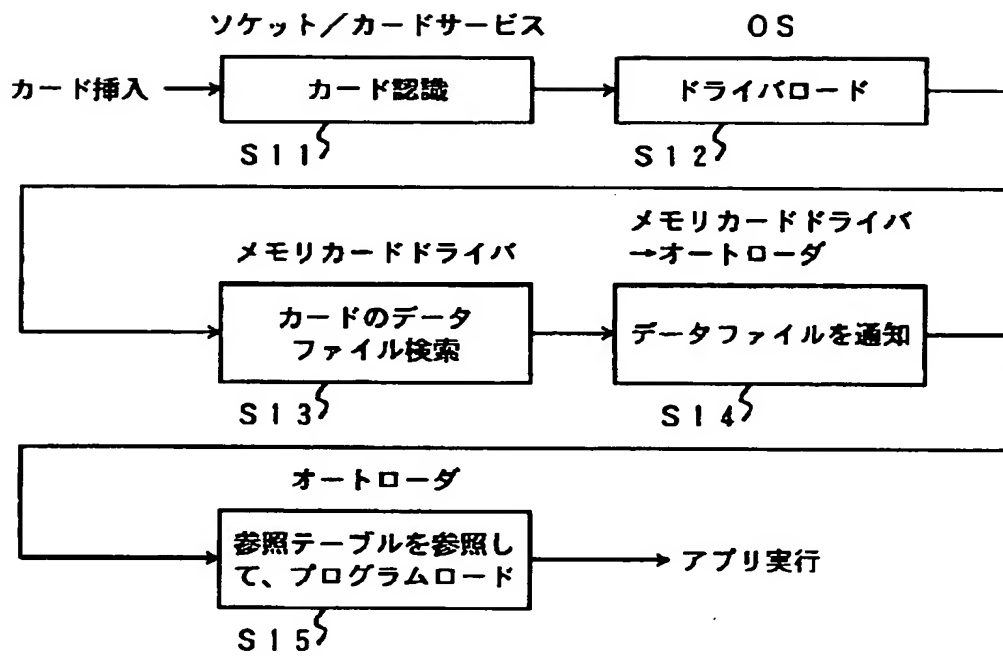 ソケット／カードサービス
OS
カード挿入
カード認識
ドライバロード
S11
S12
メモリカードドライバ
メモリカードドライバ
→オートローダ
カードのデータ
ファイル検索
データファイルを通知
S13
S14
オートローダ
参照テーブルを参照し
て、プログラムロード
アプリ実行
S15